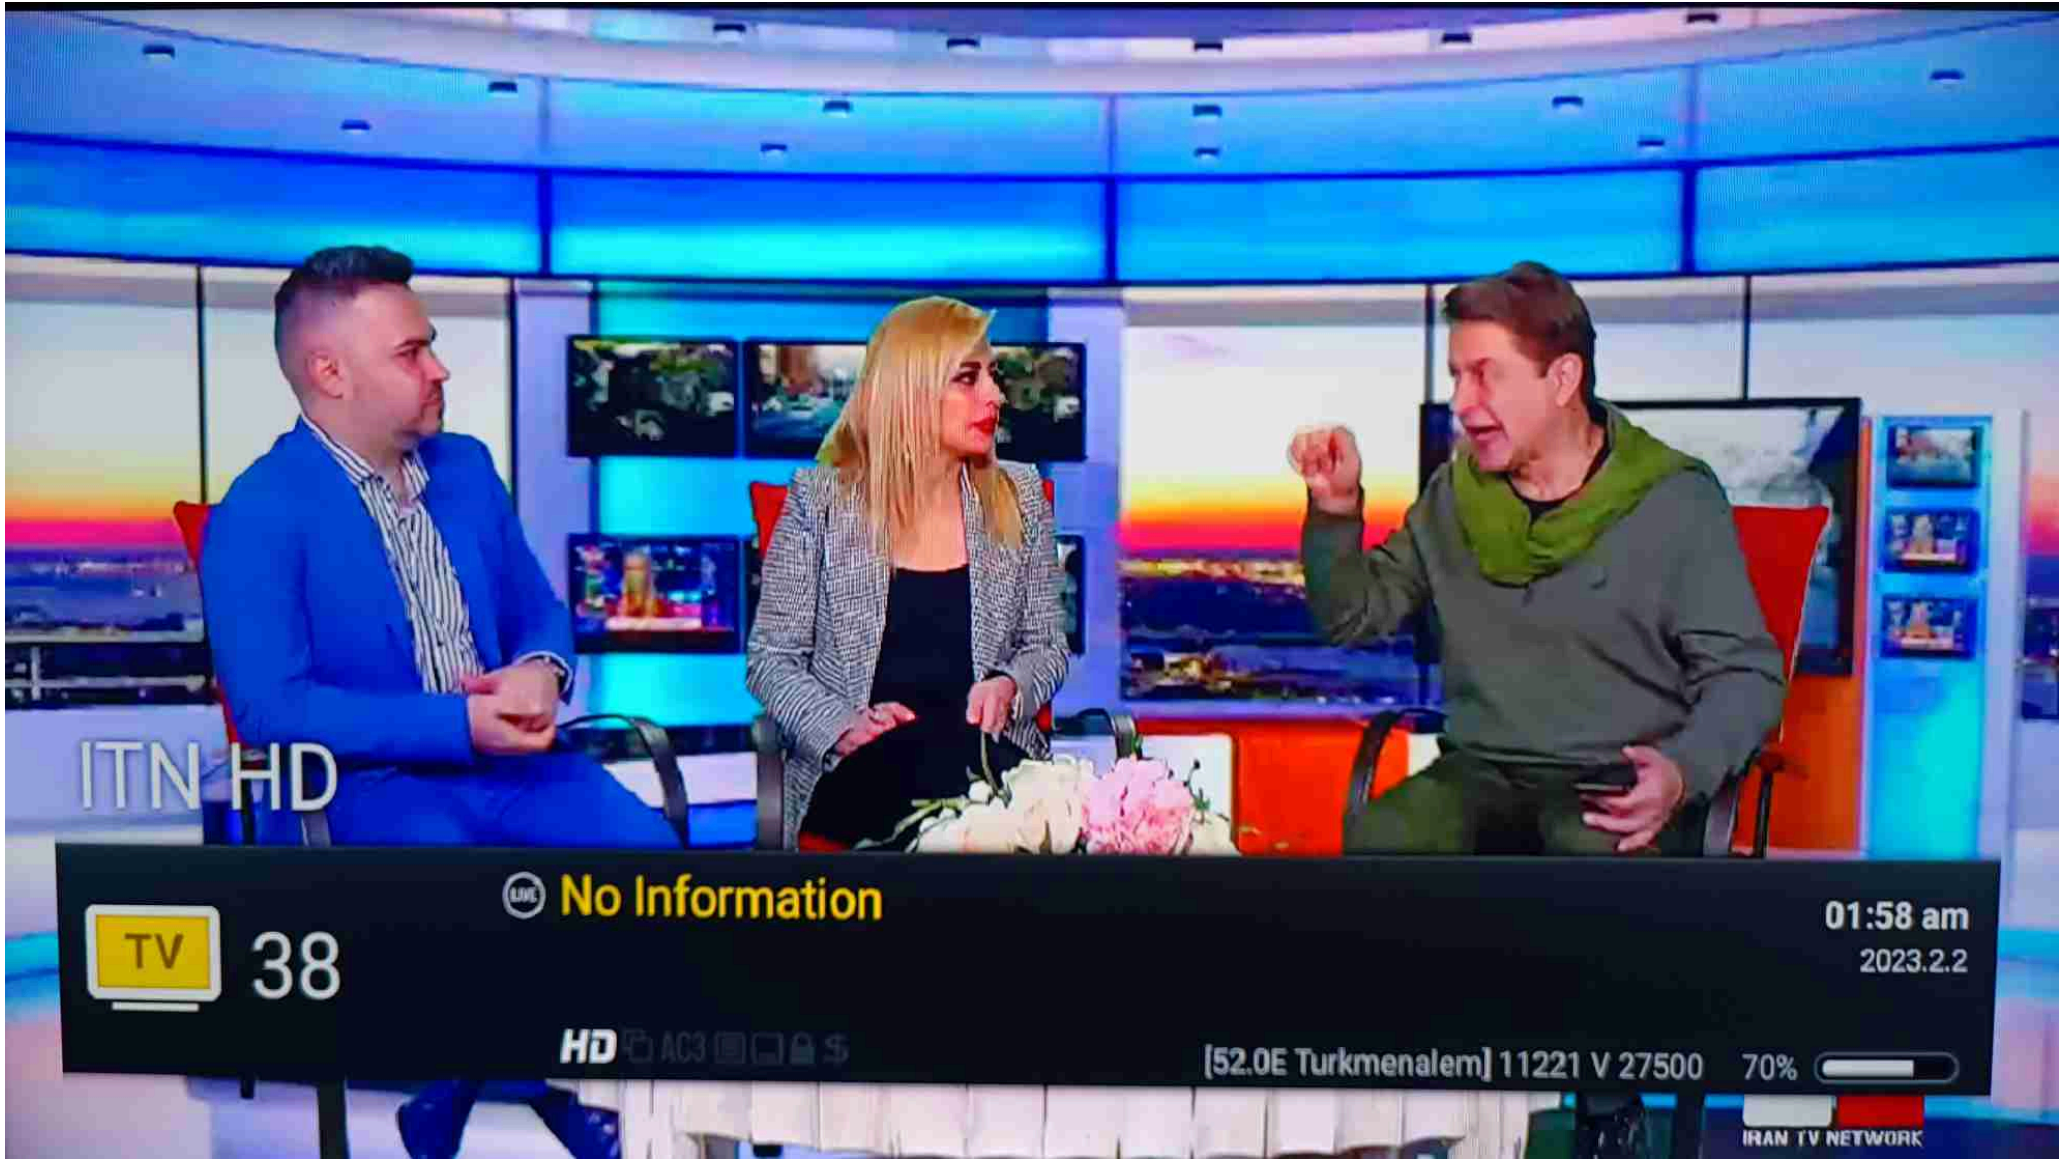 ITN HD
LIVE No Information
TV 38
01:58 am
2023.2.2
HD AC3 $
[52.0E Turkmenalem] 11221 V 27500 70%
IRAN TV NETWORK